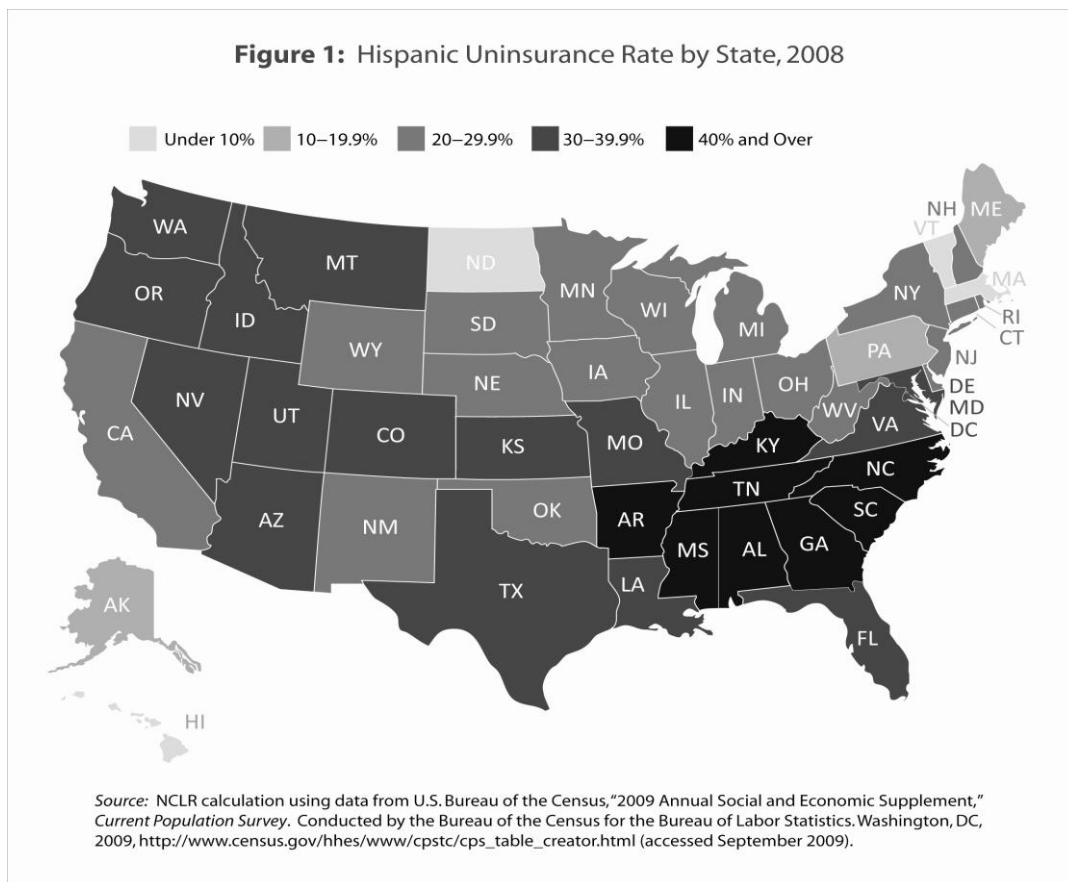 Figure 1: Hispanic Uninsurance Rate by State, 2008
Under 10% 10–19.9% 20–29.9% 30–39.9% 40% and Over
WA
MT
ND
MN
VT
NH
ME
OR
ID
SD
WI
MI
NY
MA
RI
CT
WY
NE
IA
PA
NJ
NV
UT
CO
KS
MO
IL
IN
OH
WV
VA
DE
MD
DC
CA
KY
NC
AZ
NM
OK
TN
AR
SC
MS
AL
GA
TX
LA
FL
AK
HI
Source: NCLR calculation using data from U.S. Bureau of the Census, “2009 Annual Social and Economic Supplement,”
Current Population Survey. Conducted by the Bureau of the Census for the Bureau of Labor Statistics. Washington, DC,
2009, http://www.census.gov/hhes/www/cpstc/cps_table_creator.html (accessed September 2009).